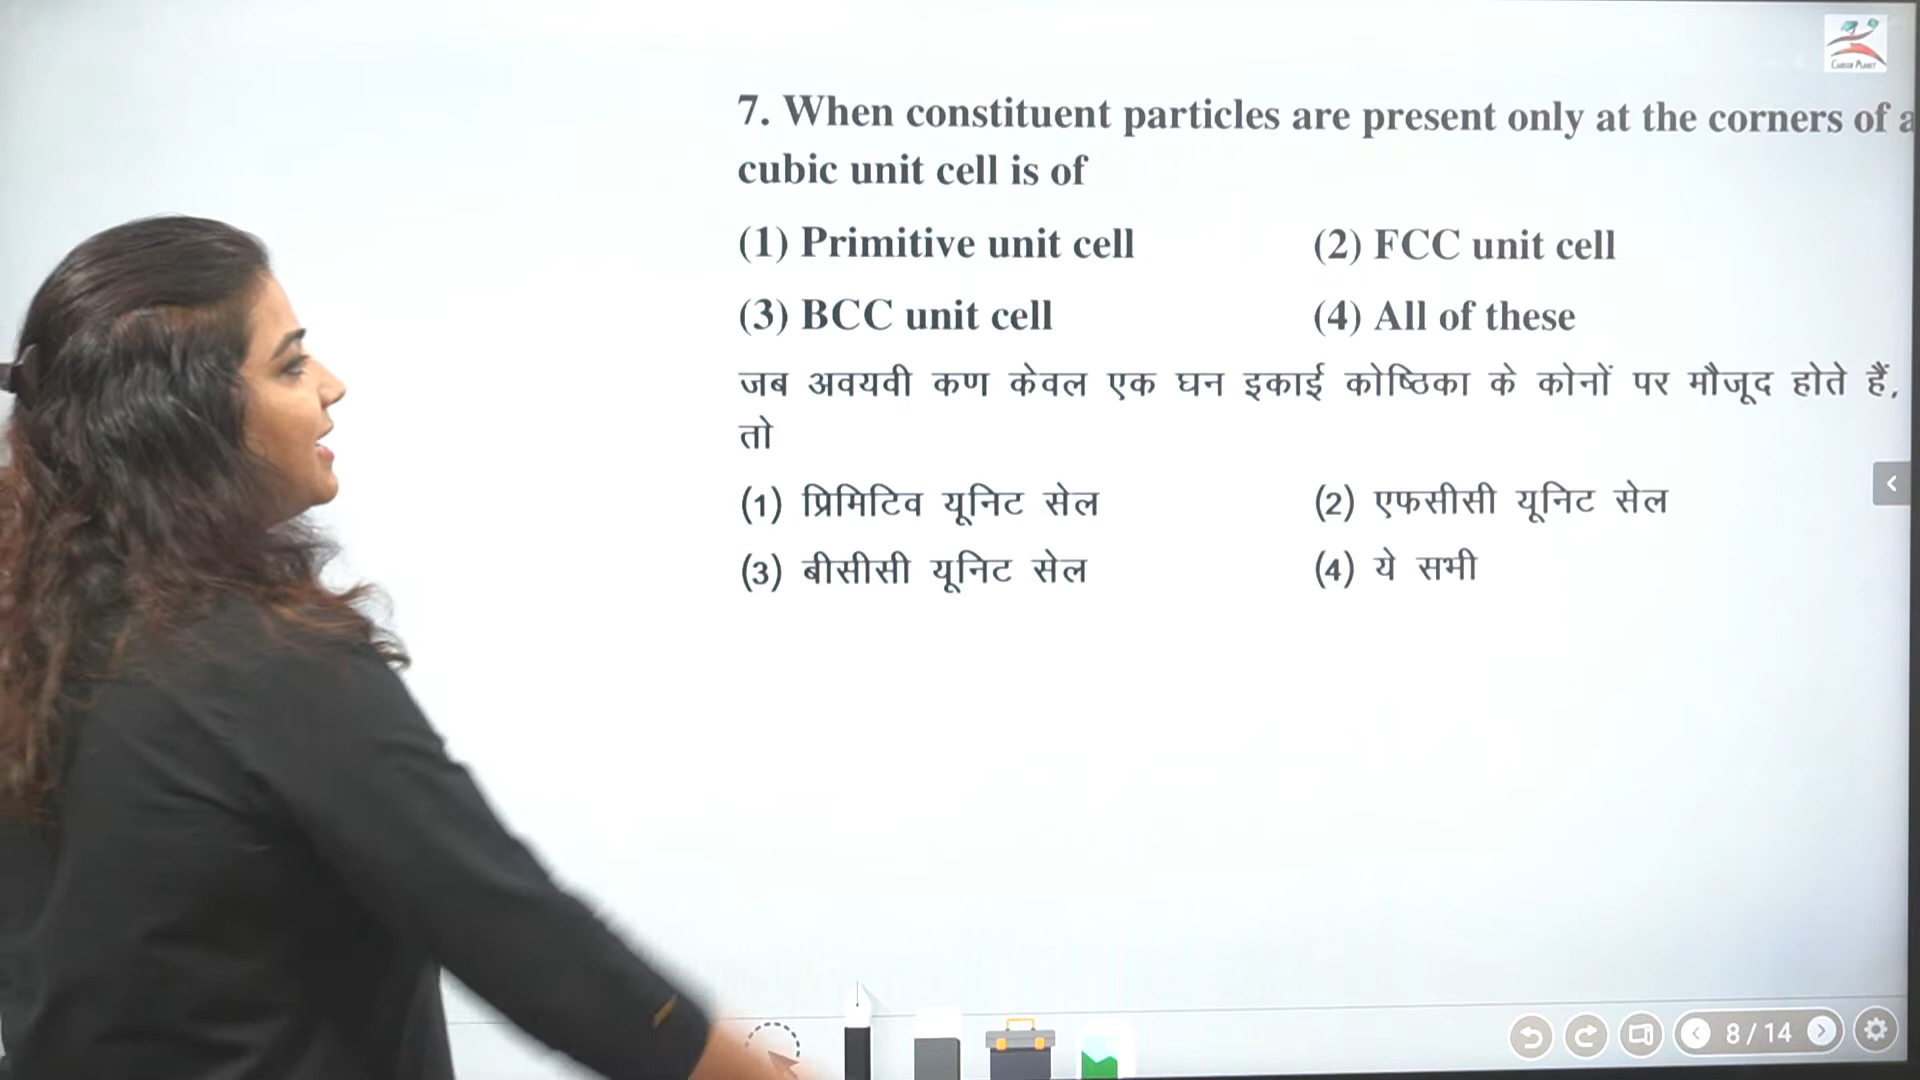 CAREER PLANET
7. When constituent particles are present only at the corners of a
cubic unit cell is of
(1) Primitive unit cell (2) FCC unit cell
(3) BCC unit cell (4) All of these
जब अवयवी कण केवल एक घन इकाई कोष्ठिका के कोनों पर मौजूद होते हैं,
तो
(1) प्रिमिटिव यूनिट सेल (2) एफसीसी यूनिट सेल
(3) बीसीसी यूनिट सेल (4) ये सभी
8 / 14